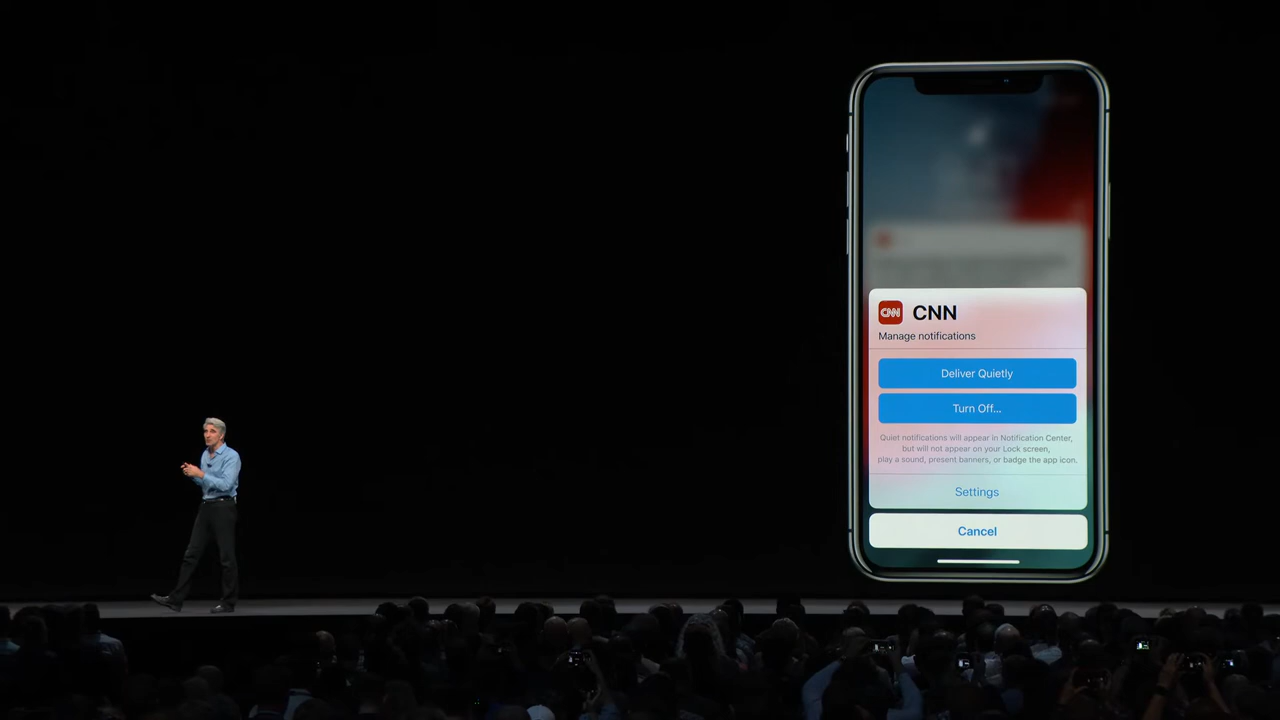 CNN CNN
Manage notifications
Deliver Quietly
Turn Off...
Quiet notifications will appear in Notification Center,
but will not appear on your Lock screen,
play a sound, present banners, or badge the app icon.
Settings
Cancel